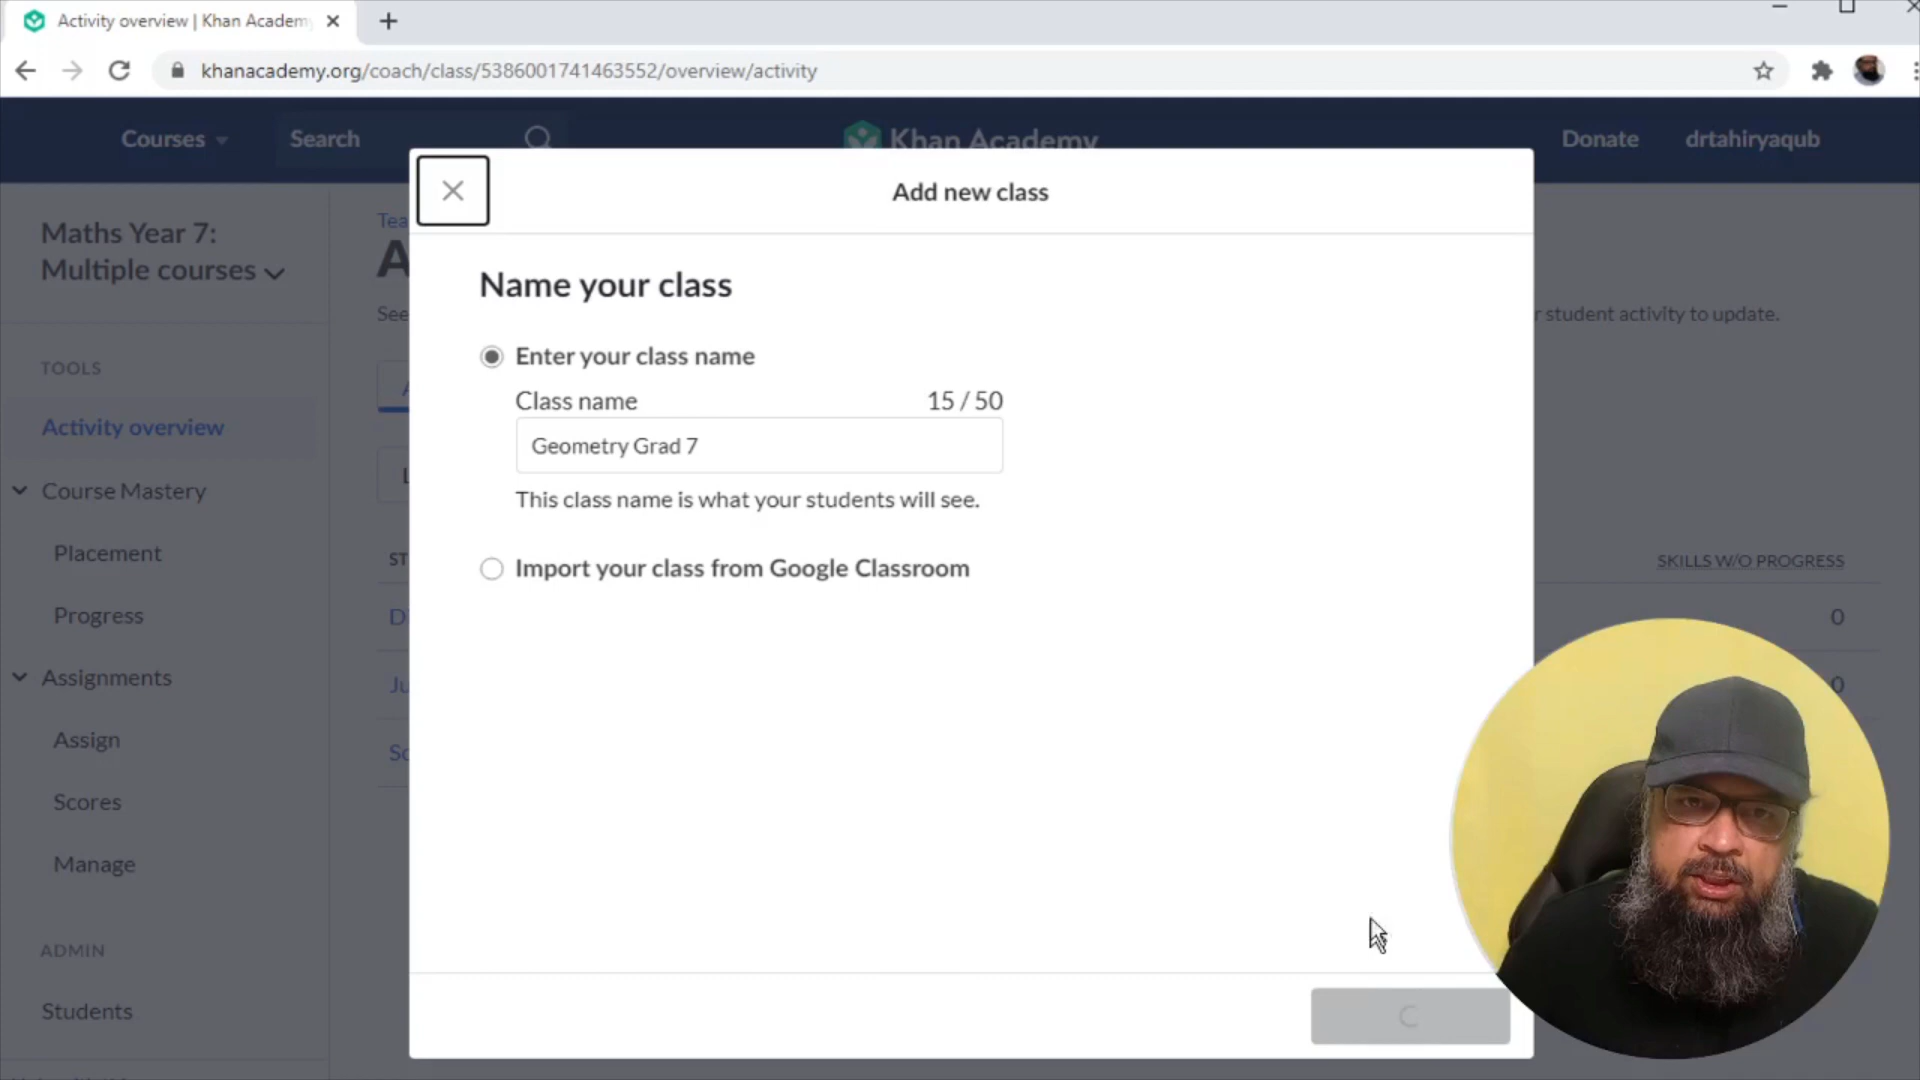 Activity overview | Khan Academ
khanacademy.org/coach/class/5386001741463552/overview/activity
Courses
Search
Khan Academy
Donate
drtahiryaqub
Add new class
Maths Year 7:
Multiple courses
Tea
A
See
r student activity to update.
Name your class
Enter your class name
Class name 15 / 50
Geometry Grad 7
This class name is what your students will see.
Import your class from Google Classroom
TOOLS
Activity overview
Course Mastery
Placement
Progress
Assignments
Assign
Scores
Manage
ADMIN
Students
L
ST
SKILLS W/O PROGRESS
Di
0
Ju
0
So